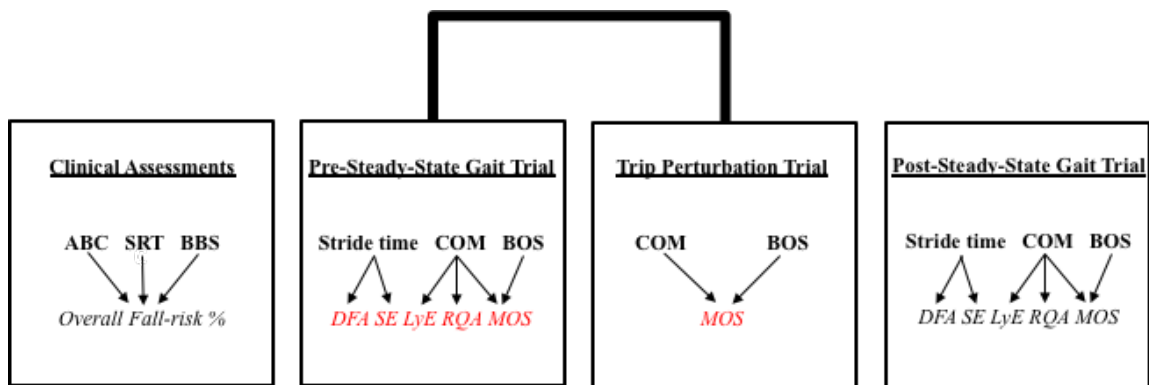 Clinical Assessments
ABC SRT BBS
Overall Fall-risk %
Pre-Steady-State Gait Trial
Stride time COM BOS
DFA SE LyE RQA MOS
Trip Perturbation Trial
COM BOS
MOS
Post-Steady-State Gait Trial
Stride time COM BOS
DFA SE LyE RQA MOS